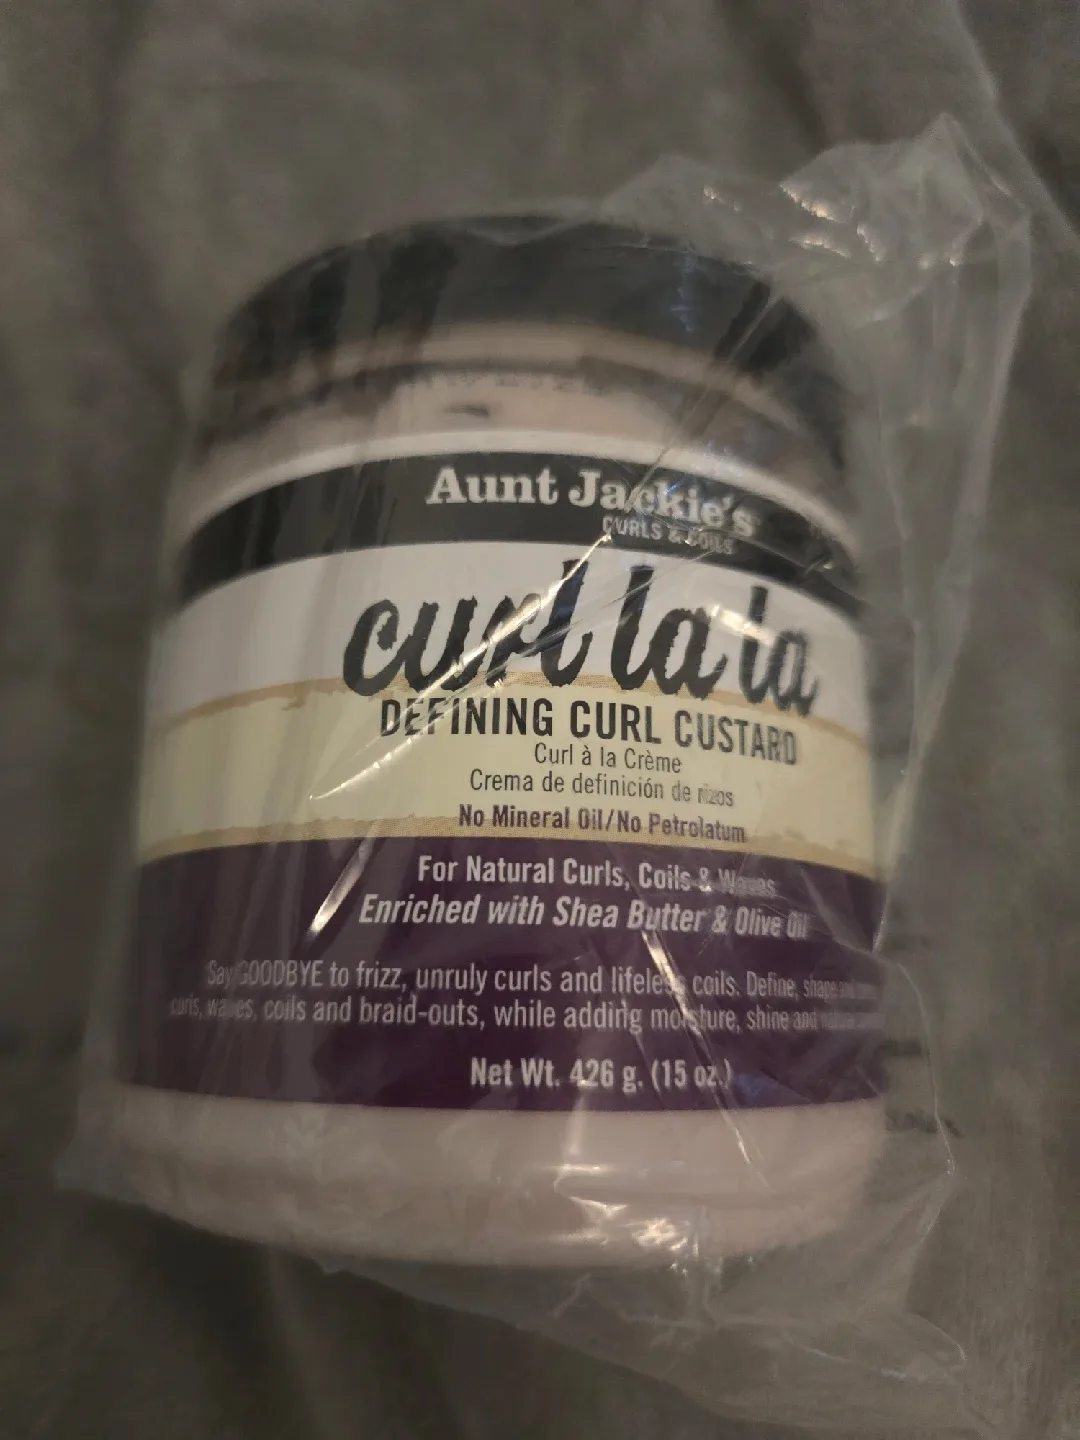 Aunt Jackie's
CURLS & COILS
curl la la
DEFINING CURL CUSTARD
Curl à la Crème
Crema de definición de rizos
No Mineral Oil/No Petrolatum
For Natural Curls, Coils & Waves
Enriched with Shea Butter & Olive Oil
Say GOODBYE to frizz, unruly curls and lifeless coils. Define, shape and
curls, waves, coils and braid-outs, while adding moisture, shine and
Net Wt. 426 g. (15 oz.)